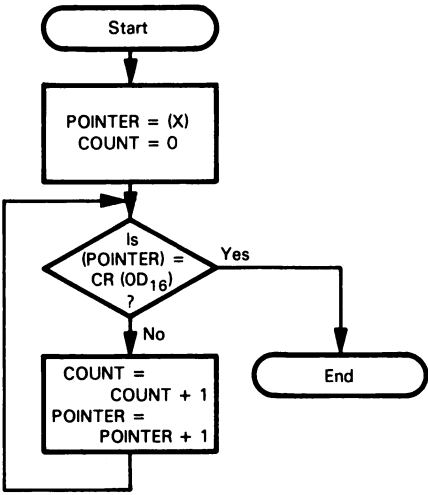 Start
POINTER = (X)
COUNT = 0
Is
(POINTER) =
CR (0D₁₆)
?
Yes
No
COUNT =
COUNT + 1
POINTER =
POINTER + 1
End